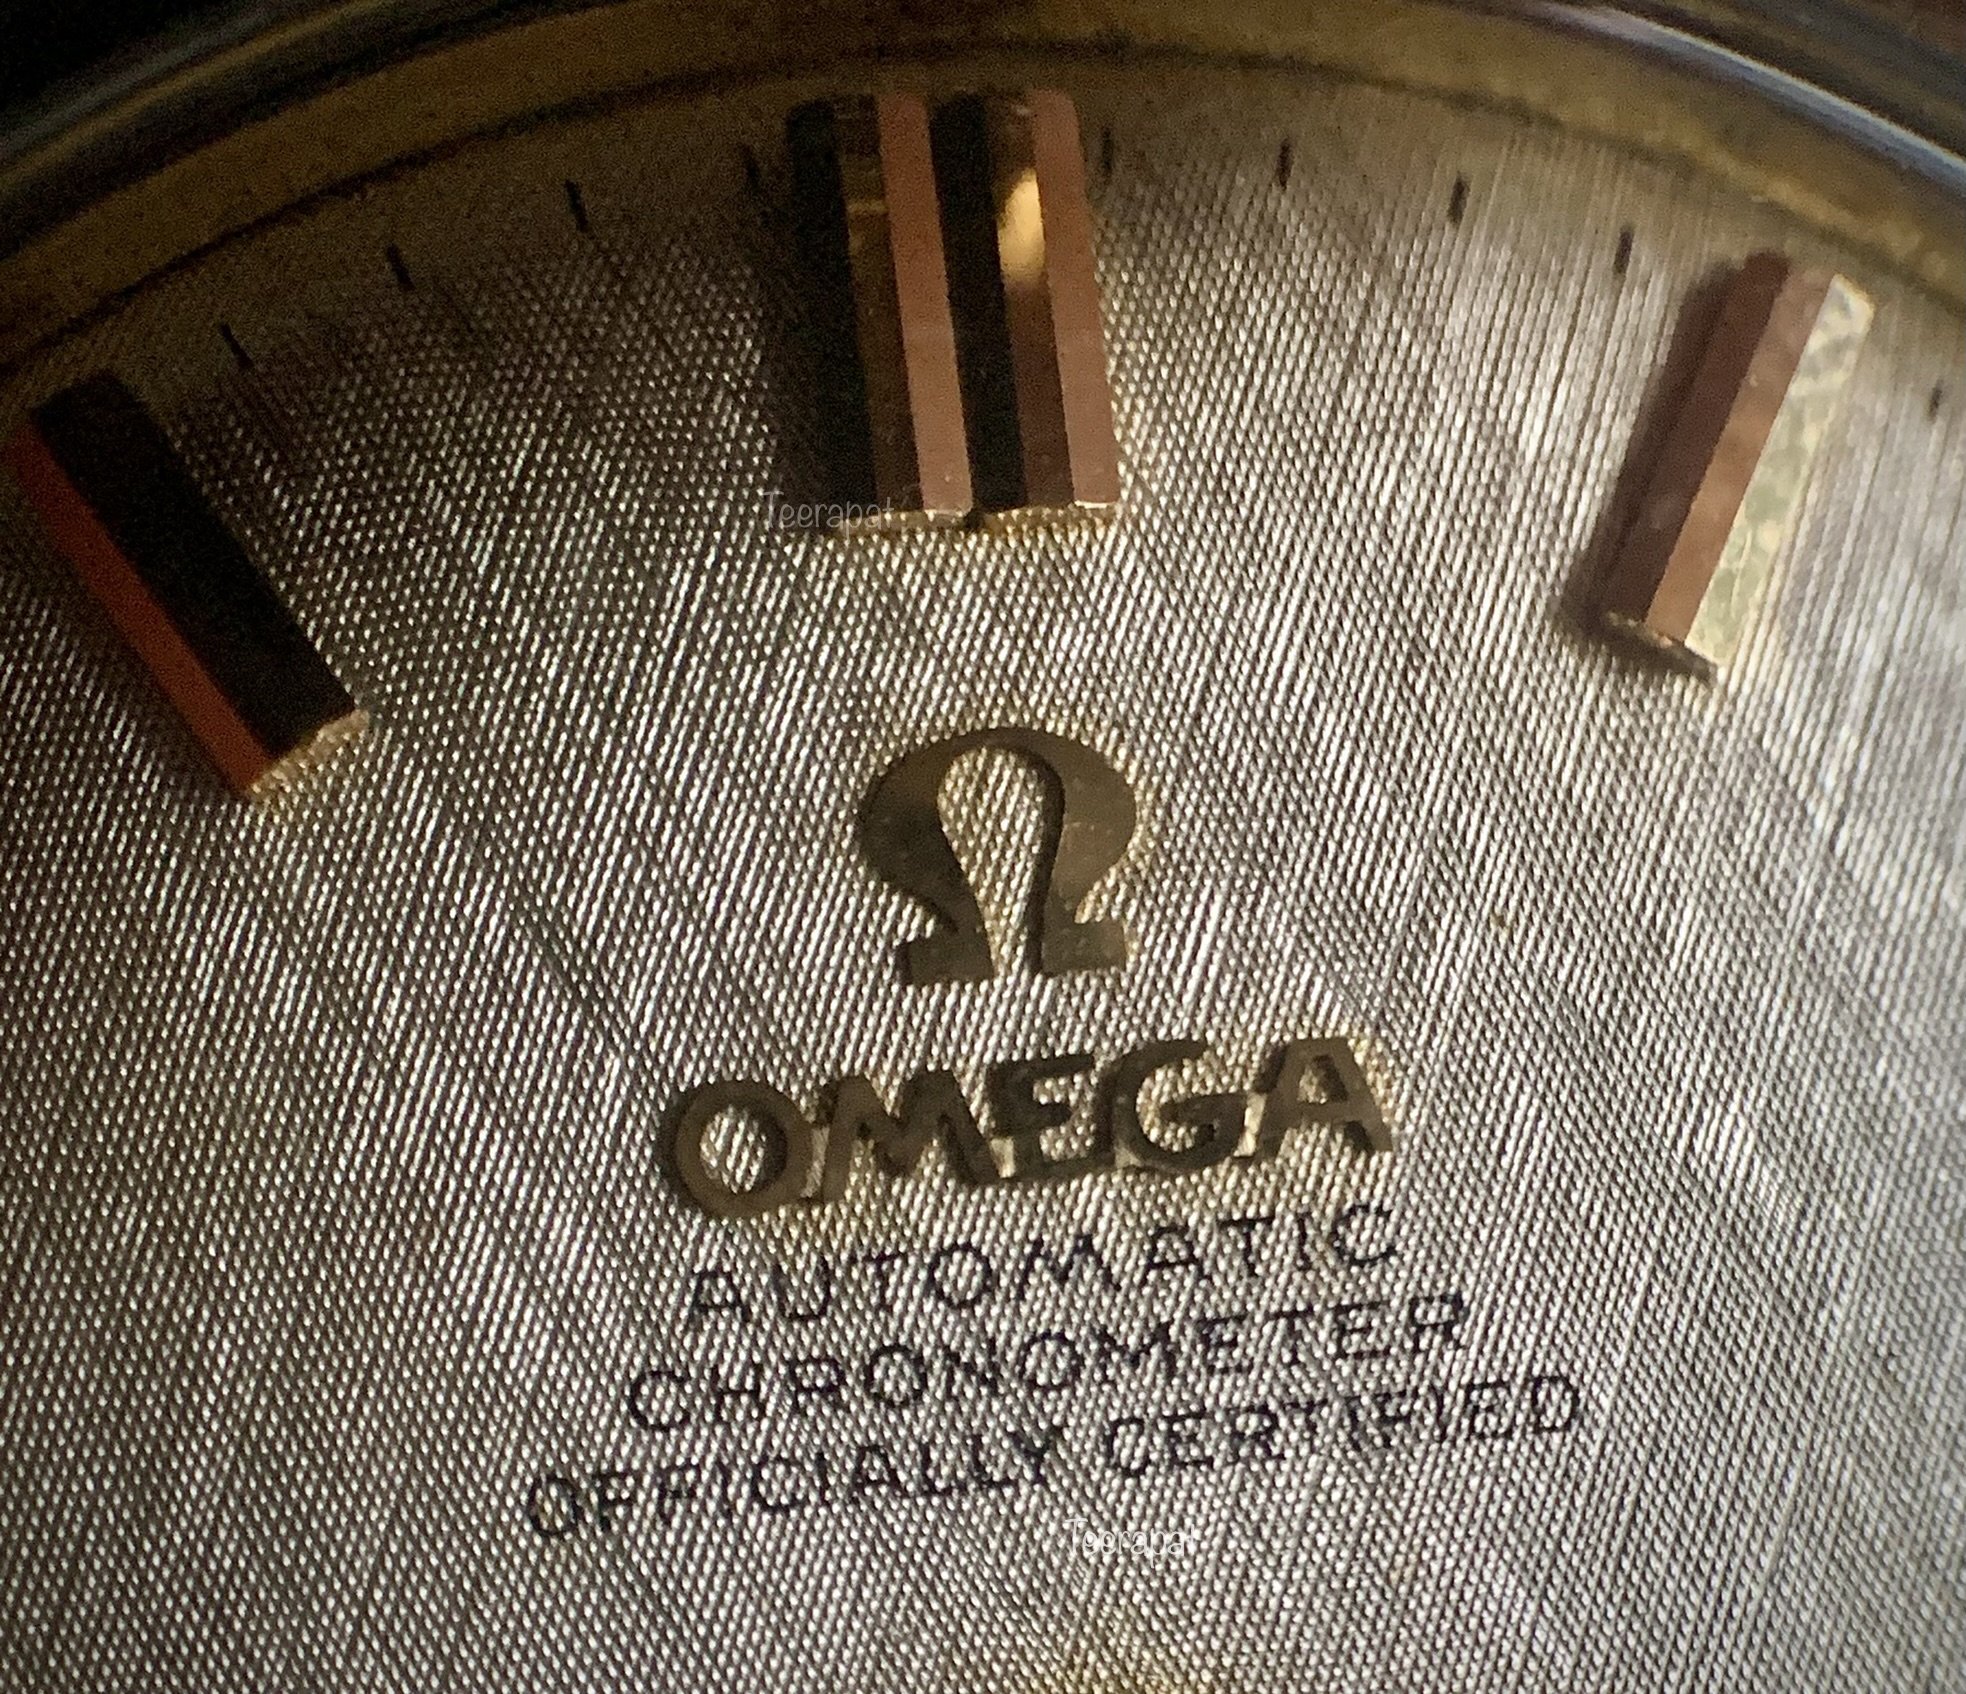 Teerapat
Ω
OMEGA
AUTOMATIC
CHRONOMETER
OFFICIALLY CERTIFIED
Teerapat